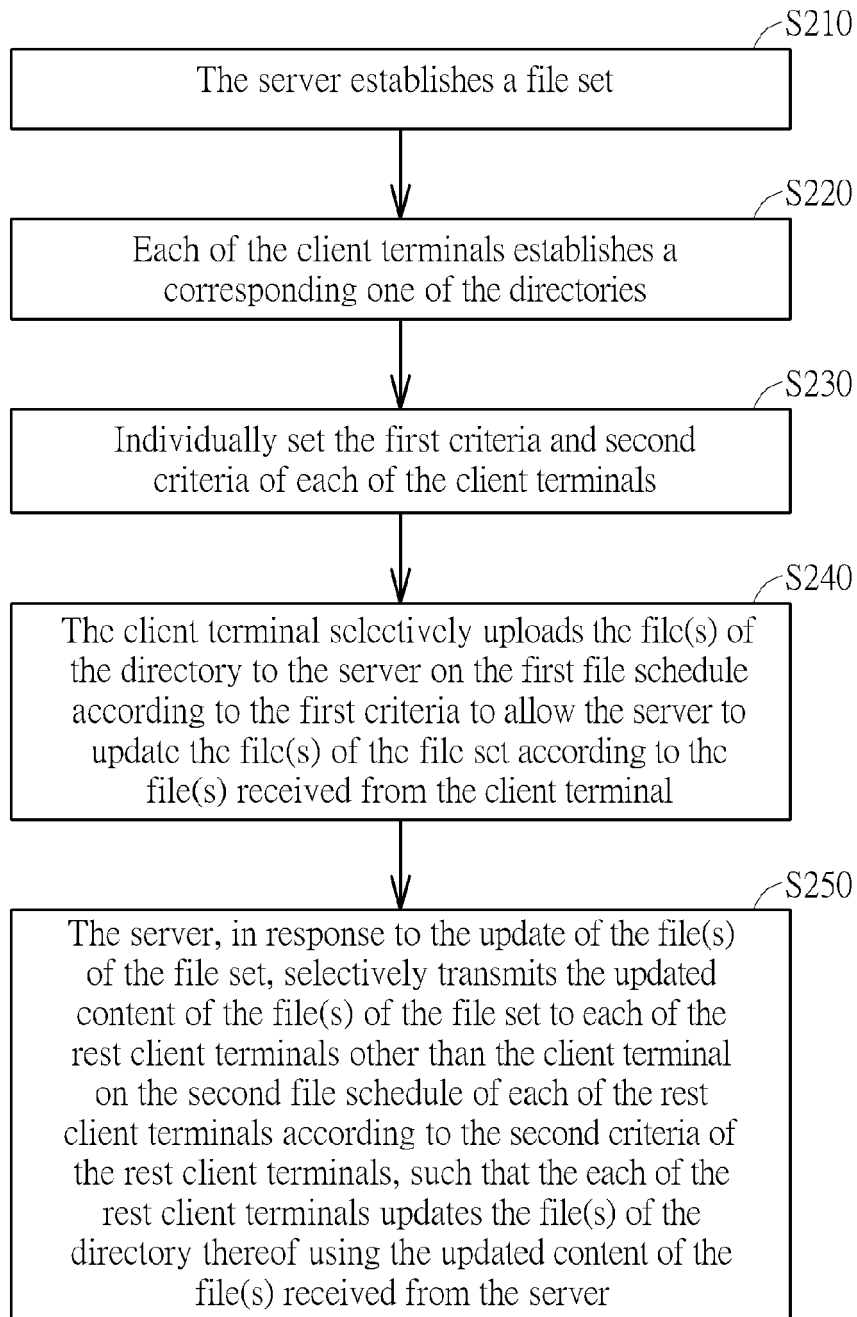 S210
The server establishes a file set
S220
Each of the client terminals establishes a
corresponding one of the directories
S230
Individually set the first criteria and second
criteria of each of the client terminals
S240
The client terminal selectively uploads the file(s) of
the directory to the server on the first file schedule
according to the first criteria to allow the server to
update the file(s) of the file set according to the
file(s) received from the client terminal
S250
The server, in response to the update of the file(s)
of the file set, selectively transmits the updated
content of the file(s) of the file set to each of the
rest client terminals other than the client terminal
on the second file schedule of each of the rest
client terminals according to the second criteria of
the rest client terminals, such that the each of the
rest client terminals updates the file(s) of the
directory thereof using the updated content of the
file(s) received from the server